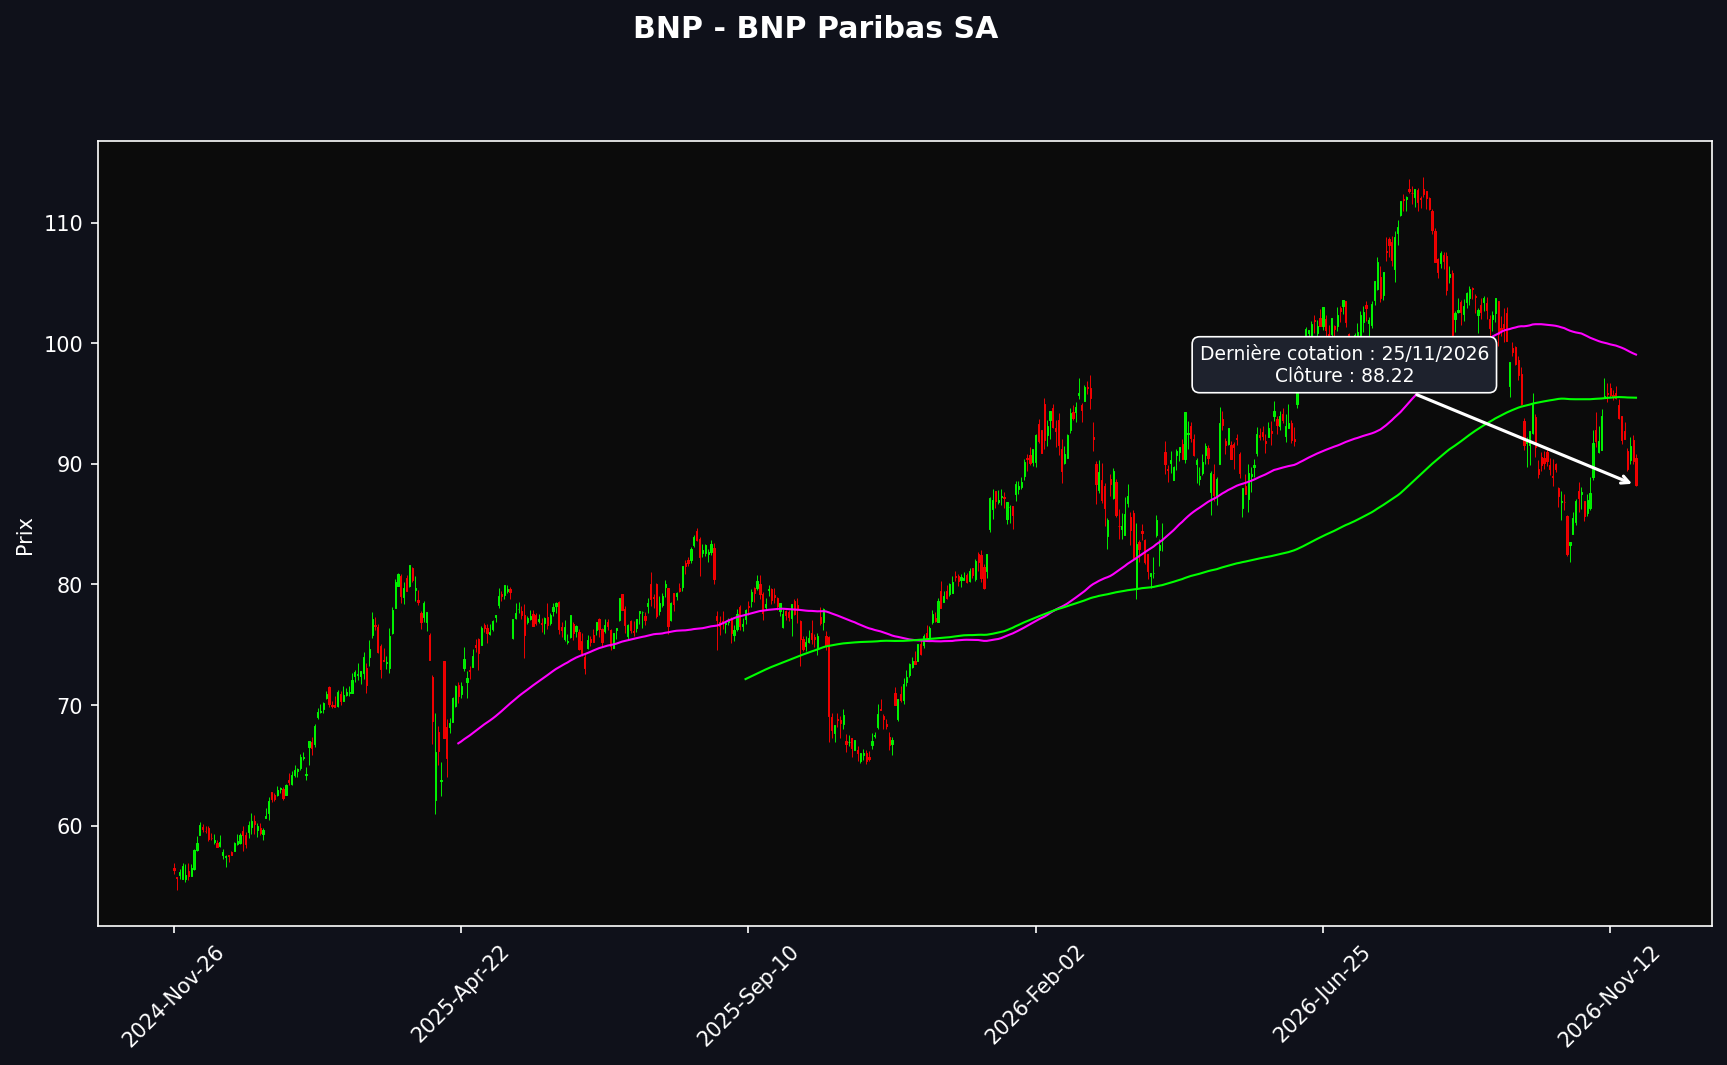 BNP - BNP Paribas SA
Prix
110
100
90
80
70
60
Dernière cotation : 25/11/2026
Clôture : 88.22
2024-Nov-26
2025-Apr-22
2025-Sep-10
2026-Feb-02
2026-Jun-25
2026-Nov-12